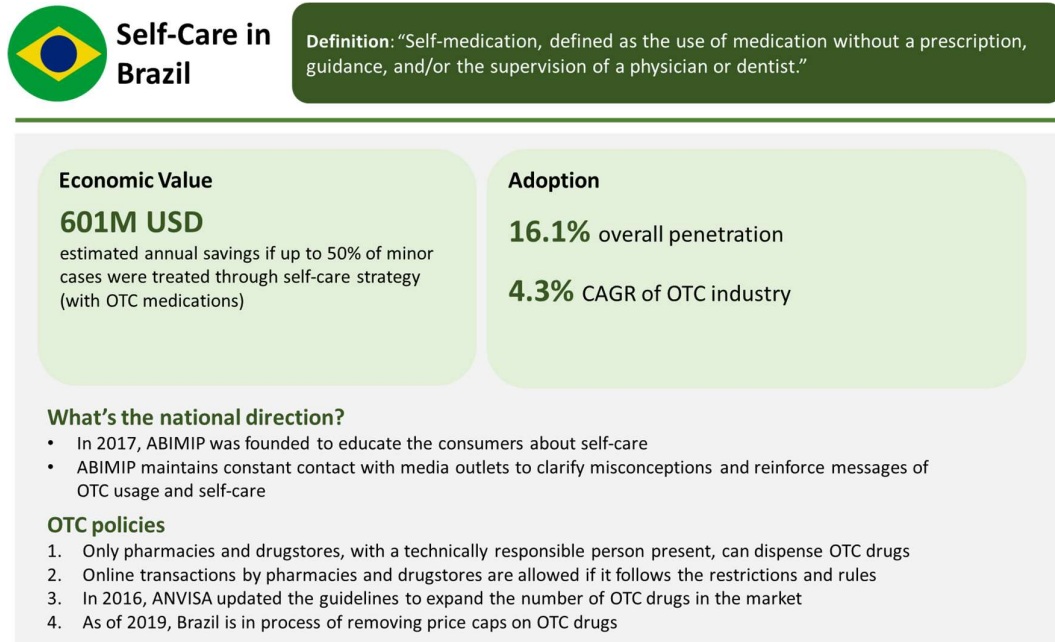 Self-Care in
Brazil
Definition: “Self-medication, defined as the use of medication without a prescription,
guidance, and/or the supervision of a physician or dentist.”
Economic Value
601M USD
estimated annual savings if up to 50% of minor
cases were treated through self-care strategy
(with OTC medications)
Adoption
16.1% overall penetration
4.3% CAGR of OTC industry
What’s the national direction?
• In 2017, ABIMIP was founded to educate the consumers about self-care
• ABIMIP maintains constant contact with media outlets to clarify misconceptions and reinforce messages of
OTC usage and self-care
OTC policies
1. Only pharmacies and drugstores, with a technically responsible person present, can dispense OTC drugs
2. Online transactions by pharmacies and drugstores are allowed if it follows the restrictions and rules
3. In 2016, ANVISA updated the guidelines to expand the number of OTC drugs in the market
4. As of 2019, Brazil is in process of removing price caps on OTC drugs